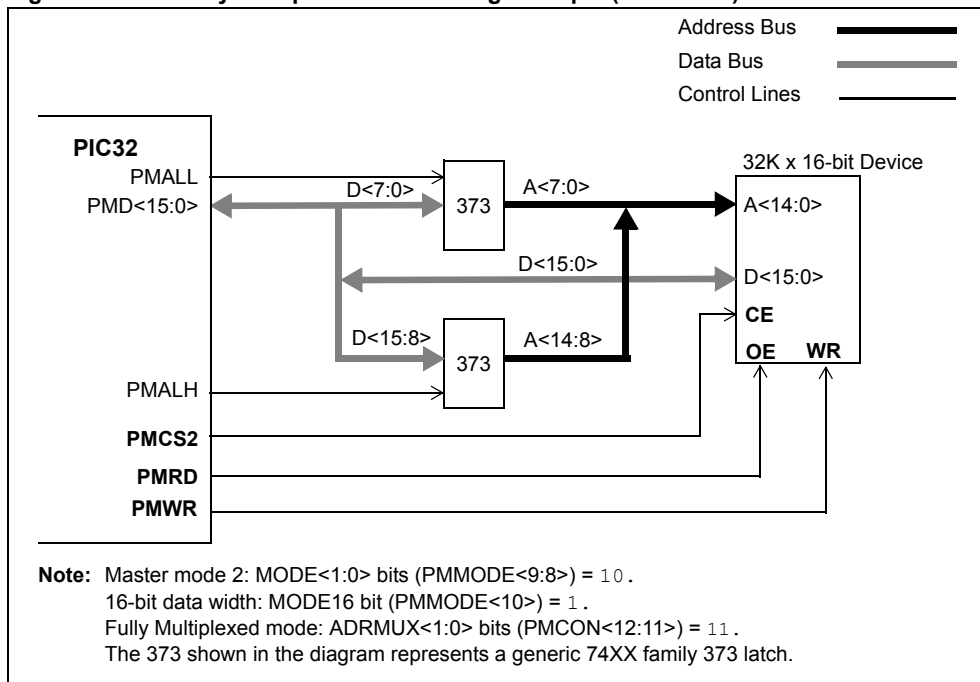 Address Bus
Data Bus
Control Lines
PIC32
PMALL
PMD<15:0>
D<7:0>
373
A<7:0>
32K x 16-bit Device
A<14:0>
D<15:0>
D<15:0>
CE
OE WR
D<15:8>
373
A<14:8>
PMALH
PMCS2
PMRD
PMWR
Note: Master mode 2: MODE<1:0> bits (PMMODE<9:8>) = 10.
16-bit data width: MODE16 bit (PMMODE<10>) = 1.
Fully Multiplexed mode: ADRMUX<1:0> bits (PMCON<12:11>) = 11.
The 373 shown in the diagram represents a generic 74XX family 373 latch.